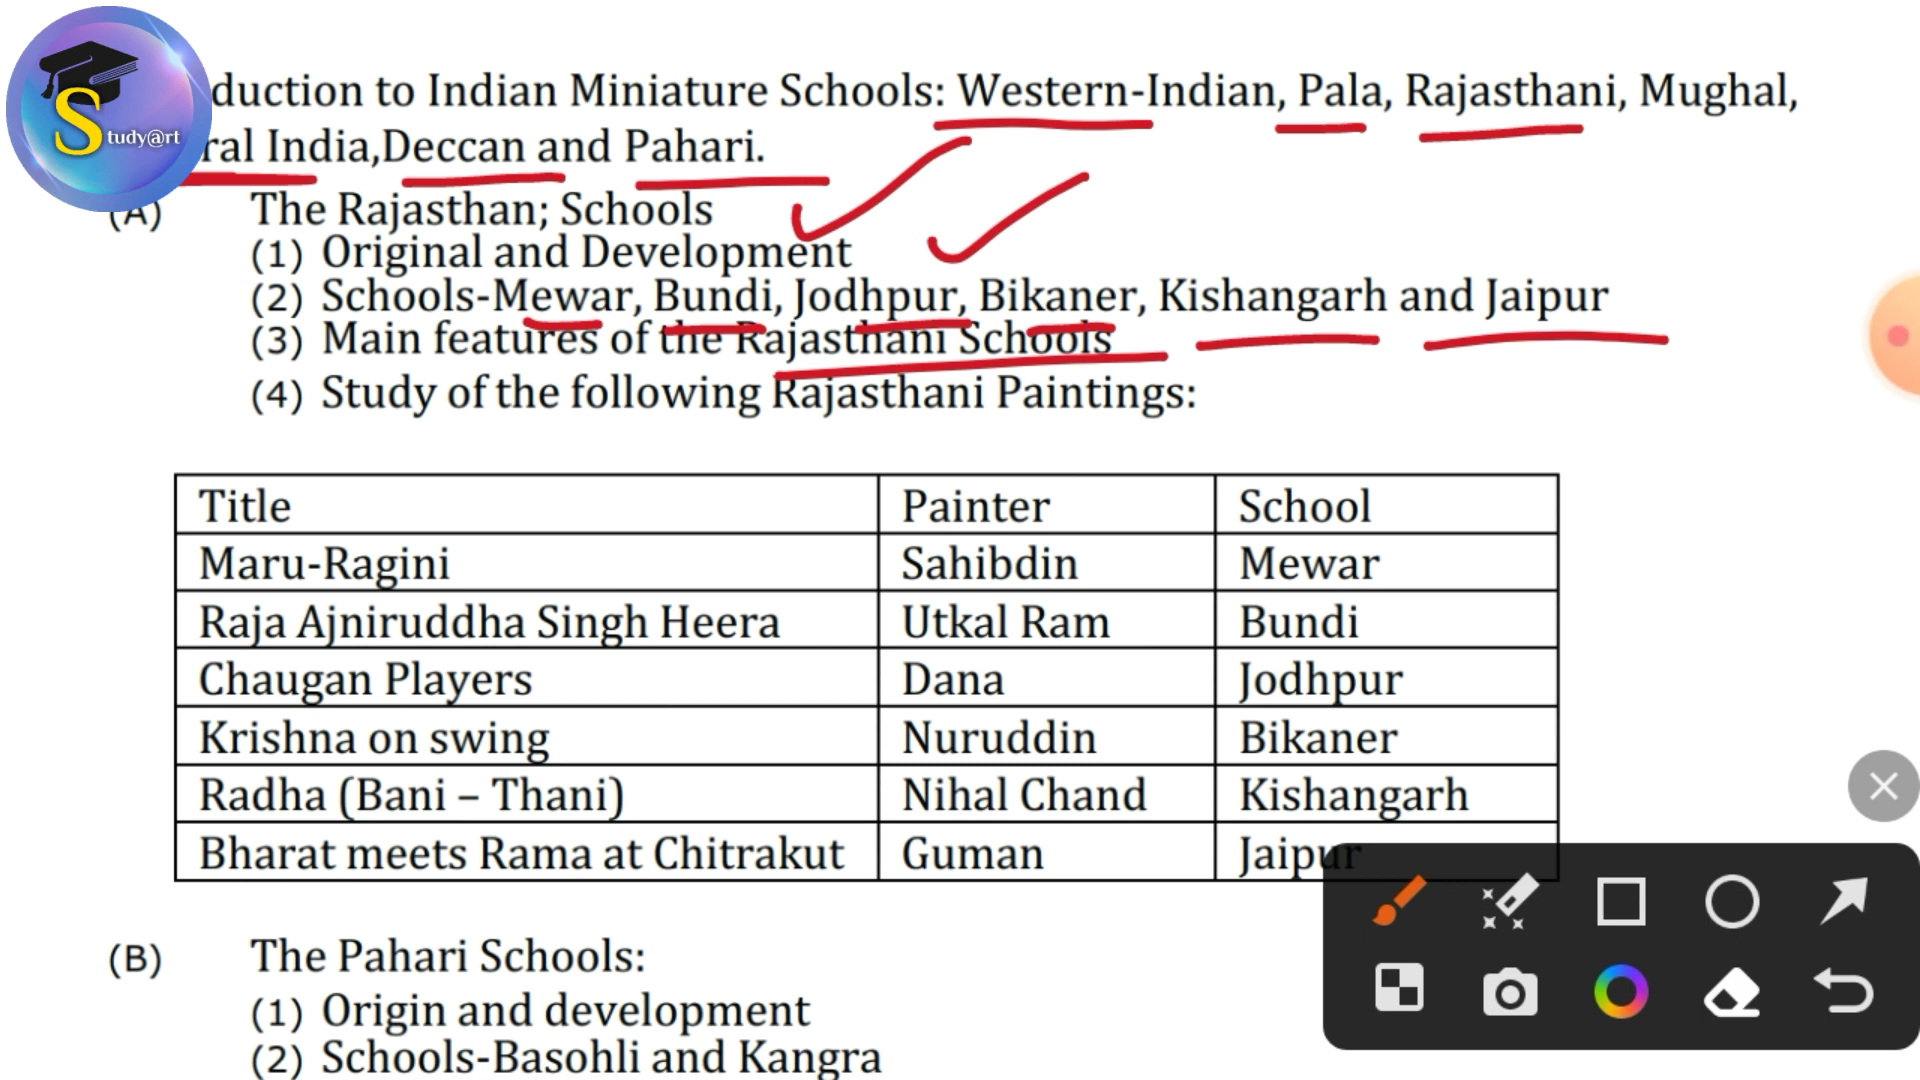 Study@rt
duction to Indian Miniature Schools: Western-Indian, Pala, Rajasthani, Mughal,
ral India,Deccan and Pahari.
(A) The Rajasthan; Schools
(1) Original and Development
(2) Schools-Mewar, Bundi, Jodhpur, Bikaner, Kishangarh and Jaipur
(3) Main features of the Rajasthani Schools
(4) Study of the following Rajasthani Paintings:
Title Painter School
Maru-Ragini Sahibdin Mewar
Raja Ajniruddha Singh Heera Utkal Ram Bundi
Chaugan Players Dana Jodhpur
Krishna on swing Nuruddin Bikaner
Radha (Bani – Thani) Nihal Chand Kishangarh
Bharat meets Rama at Chitrakut Guman Jaipur
(B) The Pahari Schools:
(1) Origin and development
(2) Schools-Basohli and Kangra